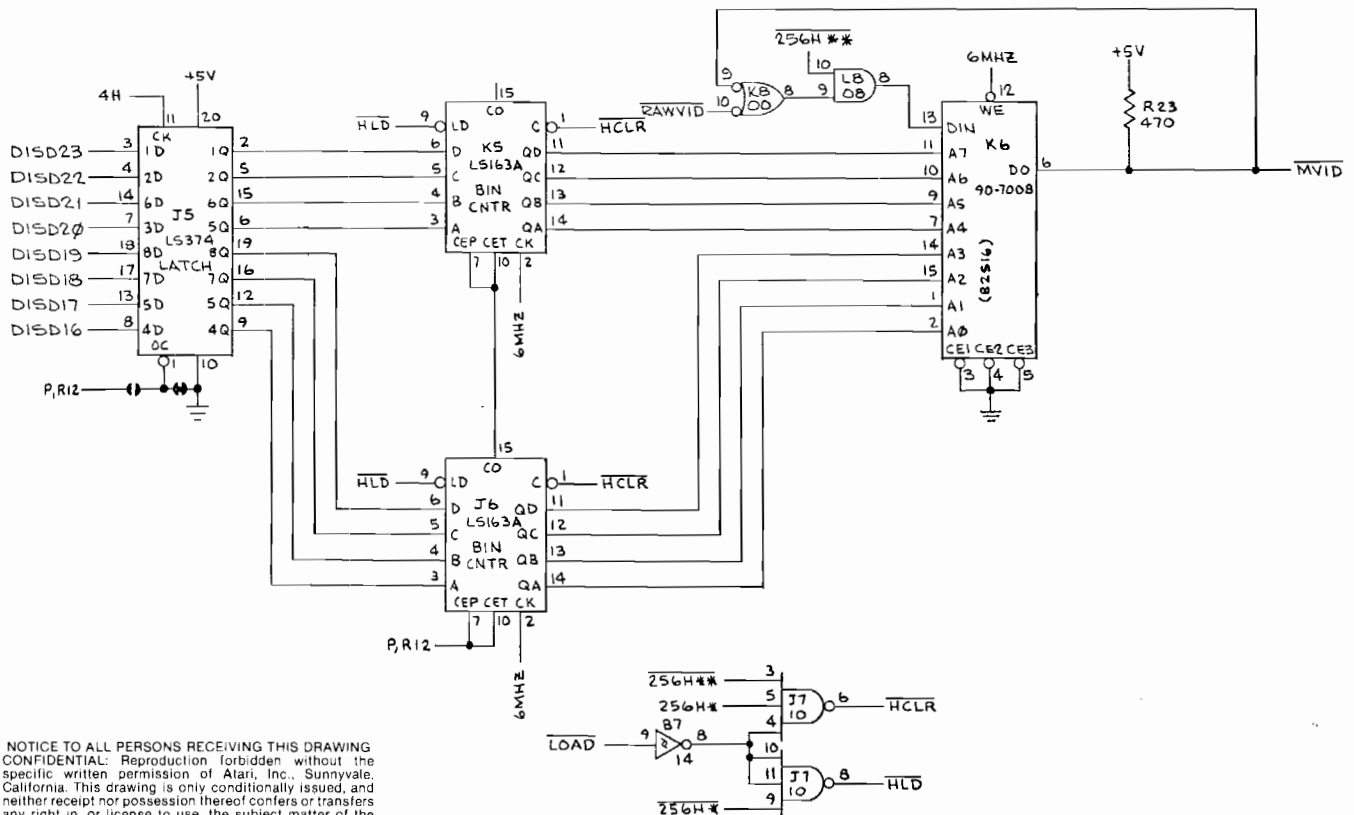 256H**
+5V
4H
11 20
CK
DISD23 3 1D 1Q 2
DISD22 4 2D 2Q 5
DISD21 14 6D 6Q 15
DISD2Ø 7 3D 5Q 6
DISD19 18 8D 8Q 19
DISD18 17 7D 7Q 16
DISD17 13 5D 5Q 12
DISD16 8 4D 4Q 9
J5
LS374
LATCH
OC
1 10
P,R12
15
CO
HLD 9 LD C 1 HCLR
6 D QD 11
5 C QC 12
4 B QB 13
3 A QA 14
K5
LS163A
BIN
CNTR
CEP CET CK
7 10 2
6MHZ
9
RAWVID 10
K8
00
8
10
9
L8
08
8
6MHZ
12
WE
13 DIN
11 A7
10 A6
9 A5
7 A4
14 A3
15 A2
1 A1
2 AØ
K6
90-7008
(82S16)
DO 6
CE1 CE2 CE3
3 4 5
+5V
R23
470
MVID
15
CO
HLD 9 LD C 1 HCLR
6 D QD 11
5 C QC 12
4 B QB 13
3 A QA 14
J6
LS163A
BIN
CNTR
CEP CET CK
7 10 2
P,R12
6MHZ
256H** 3
256H* 5
4
J7
10
6 HCLR
LOAD 9
B7
8
14
10
11
9
256H*
J7
10
8 HLD
NOTICE TO ALL PERSONS RECEIVING THIS DRAWING
CONFIDENTIAL: Reproduction forbidden without the
specific written permission of Atari, Inc., Sunnyvale,
California. This drawing is only conditionally issued, and
neither receipt nor possession thereof confers or transfers
any right in, or license to use, the subject matter of the